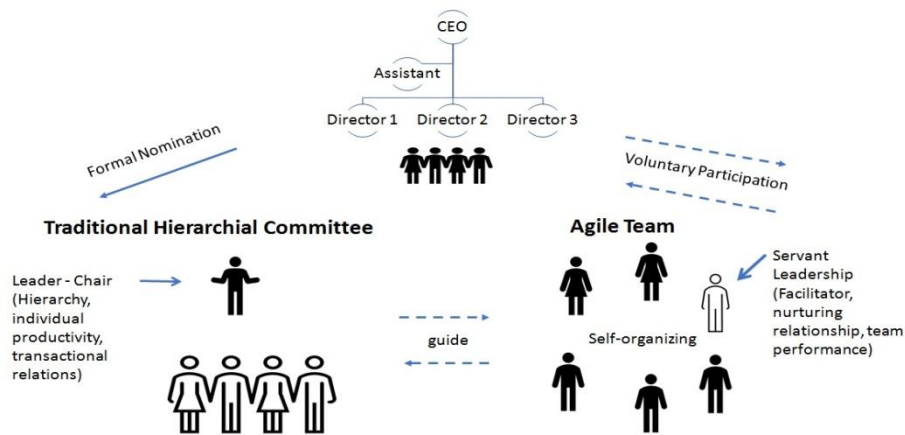 CEO
Assistant
Director 1
Director 2
Director 3
Formal Nomination
Voluntary Participation
Traditional Hierarchial Committee
Agile Team
Leader - Chair
(Hierarchy,
individual
productivity,
transactional
relations)
guide
Self-organizing
Servant
Leadership
(Facilitator,
nurturing
relationship, team
performance)